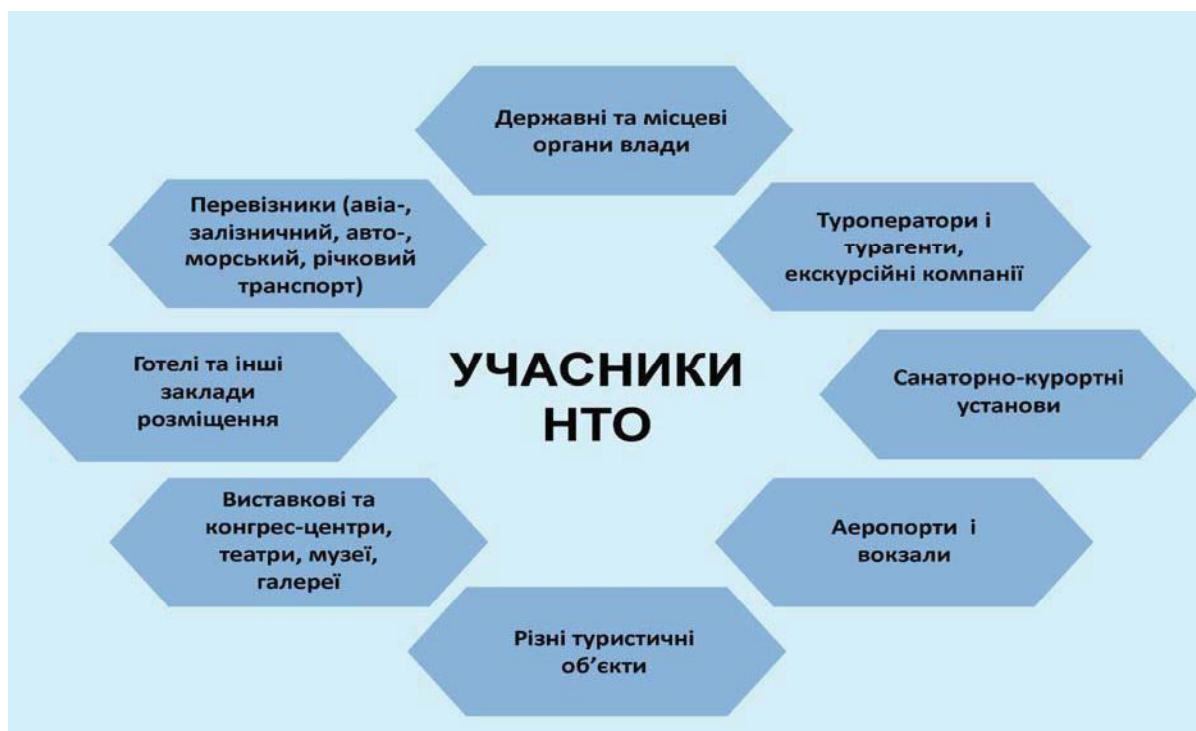 Державні та місцеві
органи влади
Перевізники (авіа-,
залізничний, авто-,
морський, річковий
транспорт)
Туроператори і
турагенти,
екскурсійні компанії
Готелі та інші
заклади
розміщення
УЧАСНИКИ
НТО
Санаторно-курортні
установи
Виставкові та
конгрес-центри,
театри, музеї,
галереї
Аеропорти і
вокзали
Різні туристичні
об’єкти